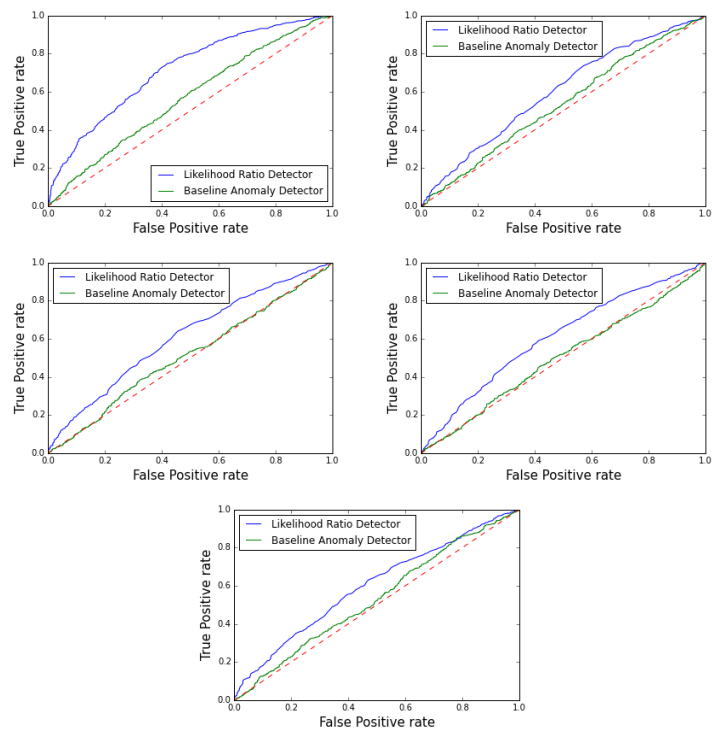 1.0
0.8
0.6
0.4
0.2
0.0
True Positive rate
Likelihood Ratio Detector
Baseline Anomaly Detector
0.0 0.2 0.4 0.6 0.8 1.0
False Positive rate
1.0
0.8
0.6
0.4
0.2
0.0
True Positive rate
Likelihood Ratio Detector
Baseline Anomaly Detector
0.0 0.2 0.4 0.6 0.8 1.0
False Positive rate
1.0
0.8
0.6
0.4
0.2
0.0
True Positive rate
Likelihood Ratio Detector
Baseline Anomaly Detector
0.0 0.2 0.4 0.6 0.8 1.0
False Positive rate
1.0
0.8
0.6
0.4
0.2
0.0
True Positive rate
Likelihood Ratio Detector
Baseline Anomaly Detector
0.0 0.2 0.4 0.6 0.8 1.0
False Positive rate
1.0
0.8
0.6
0.4
0.2
0.0
True Positive rate
Likelihood Ratio Detector
Baseline Anomaly Detector
0.0 0.2 0.4 0.6 0.8 1.0
False Positive rate